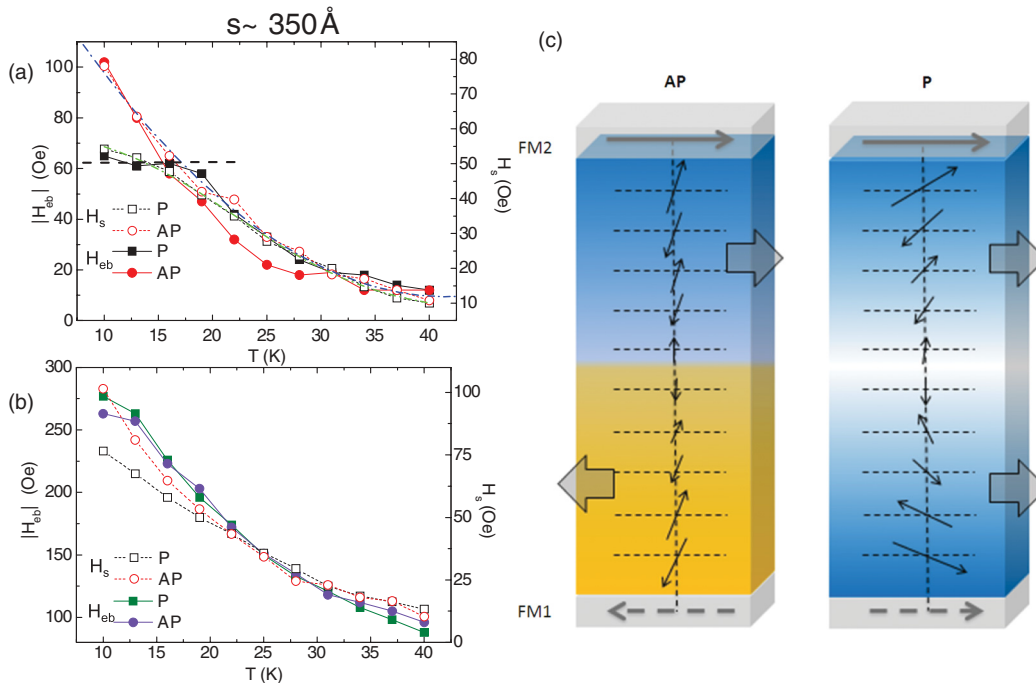 s~ 350Å
(a)
100
80
60
40
20
0
|H_eb| (Oe)
80
70
60
50
40
30
20
10
H_s (Oe)
H_s
P
AP
H_eb
P
AP
10 15 20 25 30 35 40
T (K)
(b)
300
250
200
150
100
|H_eb| (Oe)
100
75
50
25
0
H_s (Oe)
H_s
P
AP
H_eb
P
AP
10 15 20 25 30 35 40
T (K)
(c)
AP
P
FM2
FM1